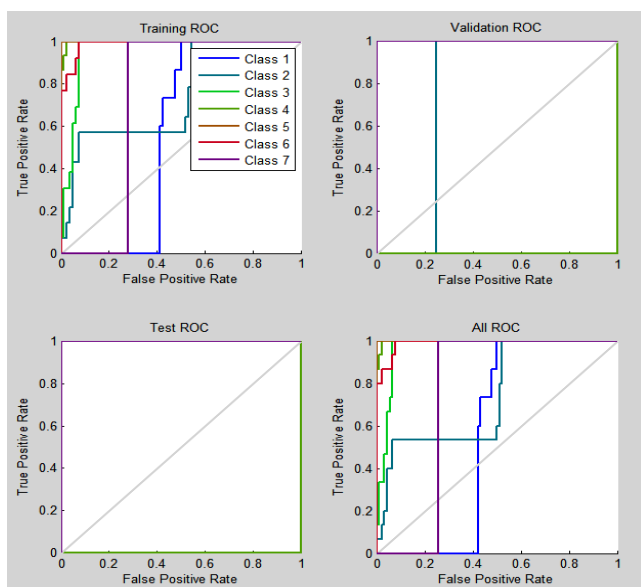 Training ROC
1
0.8
0.6
0.4
0.2
0
True Positive Rate
Class 1
Class 2
Class 3
Class 4
Class 5
Class 6
Class 7
0 0.2 0.4 0.6 0.8 1
False Positive Rate
Validation ROC
1
0.8
0.6
0.4
0.2
0
True Positive Rate
0 0.2 0.4 0.6 0.8 1
False Positive Rate
Test ROC
1
0.8
0.6
0.4
0.2
0
True Positive Rate
0 0.2 0.4 0.6 0.8 1
False Positive Rate
All ROC
1
0.8
0.6
0.4
0.2
0
True Positive Rate
0 0.2 0.4 0.6 0.8 1
False Positive Rate